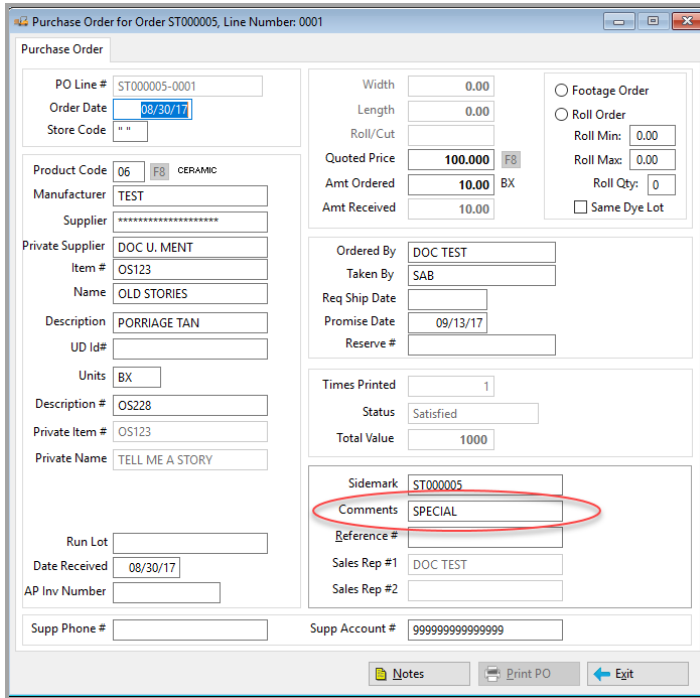 Purchase Order for Order ST000005, Line Number: 0001
Purchase Order
PO Line # ST000005-0001
Order Date 08/30/17
Store Code " "
Product Code 06 F8 CERAMIC
Manufacturer TEST
Supplier ********************
Private Supplier DOC U. MENT
Item # OS123
Name OLD STORIES
Description PORRIAGE TAN
UD Id#
Units BX
Description # OS228
Private Item # OS123
Private Name TELL ME A STORY
Run Lot
Date Received 08/30/17
AP Inv Number
Width 0.00
Length 0.00
Roll/Cut
Quoted Price 100.000 F8
Amt Ordered 10.00 BX
Amt Received 10.00
Footage Order
Roll Order
Roll Min: 0.00
Roll Max: 0.00
Roll Qty: 0
Same Dye Lot
Ordered By DOC TEST
Taken By SAB
Req Ship Date
Promise Date 09/13/17
Reserve #
Times Printed 1
Status Satisfied
Total Value 1000
Sidemark ST000005
Comments SPECIAL
Reference #
Sales Rep #1 DOC TEST
Sales Rep #2
Supp Phone #
Supp Account # 999999999999999
Notes
Print PO
Exit